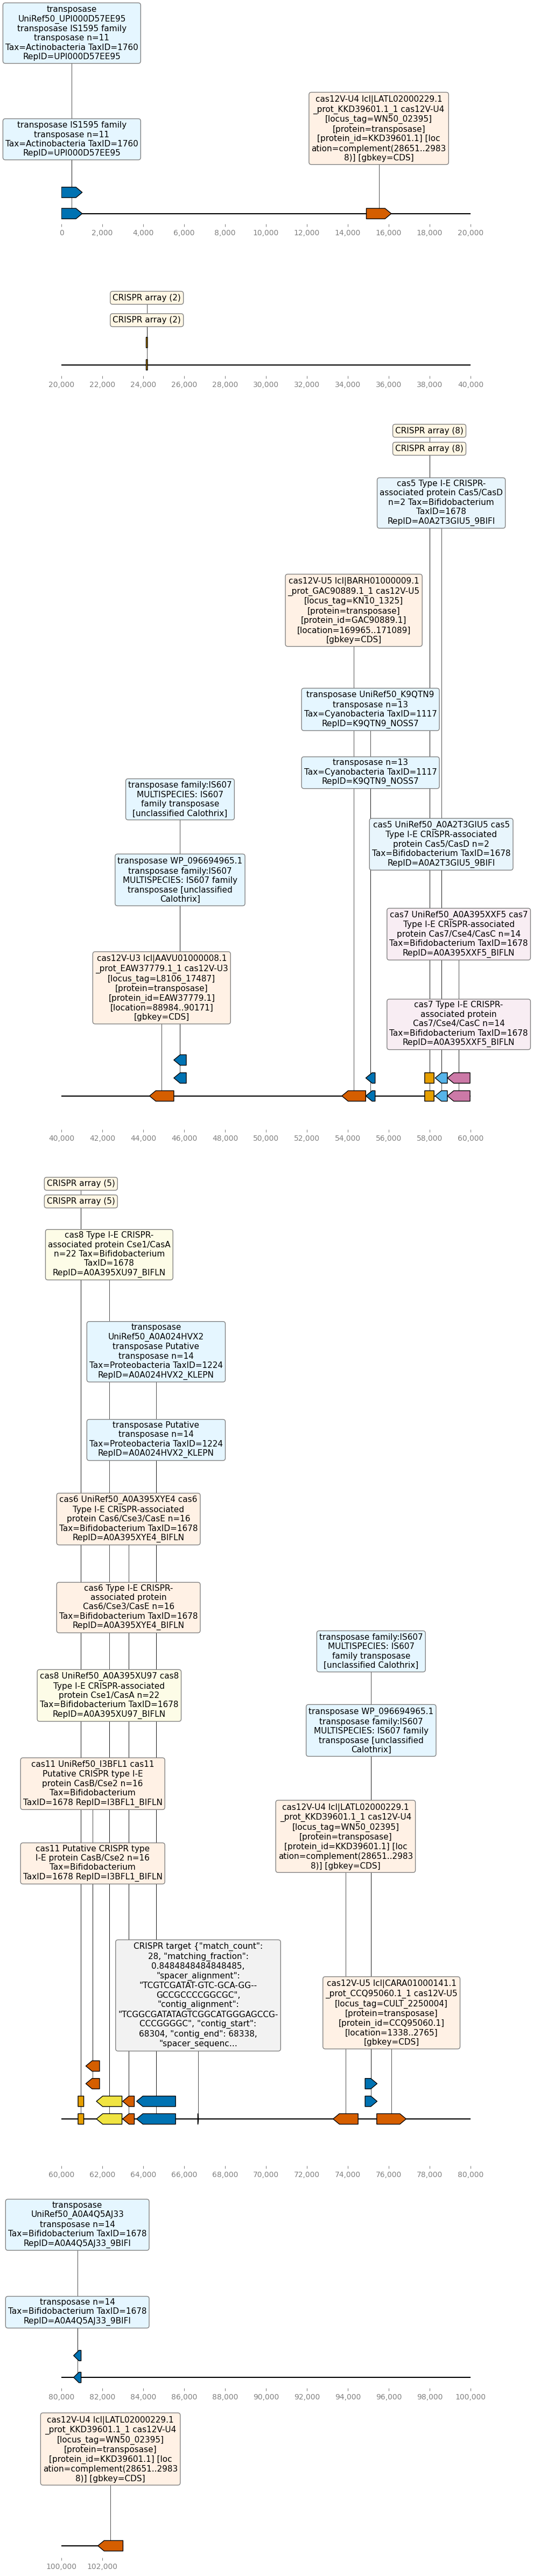 transposase
UniRef50_UPI000D57EE95
transposase IS1595 family
transposase n=11
Tax=Actinobacteria TaxID=1760
RepID=UPI000D57EE95
transposase IS1595 family
transposase n=11
Tax=Actinobacteria TaxID=1760
RepID=UPI000D57EE95
cas12V-U4 lcl|LATL02000229.1
_prot_KKD39601.1_1 cas12V-U4
[locus_tag=WN50_02395]
[protein=transposase]
[protein_id=KKD39601.1] [loc
ation=complement(28651..2983
8)] [gbkey=CDS]
0 2,000 4,000 6,000 8,000 10,000 12,000 14,000 16,000 18,000 20,000
CRISPR array (2)
CRISPR array (2)
20,000 22,000 24,000 26,000 28,000 30,000 32,000 34,000 36,000 38,000 40,000
CRISPR array (8)
CRISPR array (8)
cas5 Type I-E CRISPR-
associated protein Cas5/CasD
n=2 Tax=Bifidobacterium
TaxID=1678
RepID=A0A2T3GIU5_9BIFI
cas12V-U5 lcl|BARH01000009.1
_prot_GAC90889.1_1 cas12V-U5
[locus_tag=KN10_1325]
[protein=transposase]
[protein_id=GAC90889.1]
[location=169965..171089]
[gbkey=CDS]
transposase UniRef50_K9QTN9
transposase n=13
Tax=Cyanobacteria TaxID=1117
RepID=K9QTN9_NOSS7
transposase n=13
Tax=Cyanobacteria TaxID=1117
RepID=K9QTN9_NOSS7
transposase family:IS607
MULTISPECIES: IS607
family transposase
[unclassified Calothrix]
cas5 UniRef50_A0A2T3GIU5 cas5
Type I-E CRISPR-associated
protein Cas5/CasD n=2
Tax=Bifidobacterium TaxID=1678
RepID=A0A2T3GIU5_9BIFI
transposase WP_096694965.1
transposase family:IS607
MULTISPECIES: IS607 family
transposase [unclassified
Calothrix]
cas7 UniRef50_A0A395XXF5 cas7
Type I-E CRISPR-associated
protein Cas7/Cse4/CasC n=14
Tax=Bifidobacterium TaxID=1678
RepID=A0A395XXF5_BIFLN
cas12V-U3 lcl|AAVU01000008.1
_prot_EAW37779.1_1 cas12V-U3
[locus_tag=L8106_17487]
[protein=transposase]
[protein_id=EAW37779.1]
[location=88984..90171]
[gbkey=CDS]
cas7 Type I-E CRISPR-
associated protein
Cas7/Cse4/CasC n=14
Tax=Bifidobacterium TaxID=1678
RepID=A0A395XXF5_BIFLN
40,000 42,000 44,000 46,000 48,000 50,000 52,000 54,000 56,000 58,000 60,000
CRISPR array (5)
CRISPR array (5)
cas8 Type I-E CRISPR-
associated protein Cse1/CasA
n=22 Tax=Bifidobacterium
TaxID=1678
RepID=A0A395XU97_BIFLN
transposase
UniRef50_A0A024HVX2
transposase Putative
transposase n=14
Tax=Proteobacteria TaxID=1224
RepID=A0A024HVX2_KLEPN
transposase Putative
transposase n=14
Tax=Proteobacteria TaxID=1224
RepID=A0A024HVX2_KLEPN
cas6 UniRef50_A0A395XYE4 cas6
Type I-E CRISPR-associated
protein Cas6/Cse3/CasE n=16
Tax=Bifidobacterium TaxID=1678
RepID=A0A395XYE4_BIFLN
cas6 Type I-E CRISPR-
associated protein
Cas6/Cse3/CasE n=16
Tax=Bifidobacterium TaxID=1678
RepID=A0A395XYE4_BIFLN
transposase family:IS607
MULTISPECIES: IS607
family transposase
[unclassified Calothrix]
cas8 UniRef50_A0A395XU97 cas8
Type I-E CRISPR-associated
protein Cse1/CasA n=22
Tax=Bifidobacterium TaxID=1678
RepID=A0A395XU97_BIFLN
transposase WP_096694965.1
transposase family:IS607
MULTISPECIES: IS607 family
transposase [unclassified
Calothrix]
cas11 UniRef50_I3BFL1 cas11
Putative CRISPR type I-E
protein CasB/Cse2 n=16
Tax=Bifidobacterium
TaxID=1678 RepID=I3BFL1_BIFLN
cas12V-U4 lcl|LATL02000229.1
_prot_KKD39601.1_1 cas12V-U4
[locus_tag=WN50_02395]
[protein=transposase]
[protein_id=KKD39601.1] [loc
ation=complement(28651..2983
8)] [gbkey=CDS]
cas11 Putative CRISPR type
I-E protein CasB/Cse2 n=16
Tax=Bifidobacterium
TaxID=1678 RepID=I3BFL1_BIFLN
CRISPR target {"match_count":
28, "matching_fraction":
0.8484848484848485,
"spacer_alignment":
"TCGTCGATAT-GTC-GCA-GG--
GCCGCCCCGGCGC",
"contig_alignment":
"TCGGCGATATAGTCGGCATGGGAGCCG-
CCCGGGGC", "contig_start":
68304, "contig_end": 68338,
"spacer_sequenc...
cas12V-U5 lcl|CARA01000141.1
_prot_CCQ95060.1_1 cas12V-U5
[locus_tag=CULT_2250004]
[protein=transposase]
[protein_id=CCQ95060.1]
[location=1338..2765]
[gbkey=CDS]
60,000 62,000 64,000 66,000 68,000 70,000 72,000 74,000 76,000 78,000 80,000
transposase
UniRef50_A0A4Q5AJ33
transposase n=14
Tax=Bifidobacterium TaxID=1678
RepID=A0A4Q5AJ33_9BIFI
transposase n=14
Tax=Bifidobacterium TaxID=1678
RepID=A0A4Q5AJ33_9BIFI
80,000 82,000 84,000 86,000 88,000 90,000 92,000 94,000 96,000 98,000 100,000
cas12V-U4 lcl|LATL02000229.1
_prot_KKD39601.1_1 cas12V-U4
[locus_tag=WN50_02395]
[protein=transposase]
[protein_id=KKD39601.1] [loc
ation=complement(28651..2983
8)] [gbkey=CDS]
100,000 102,000